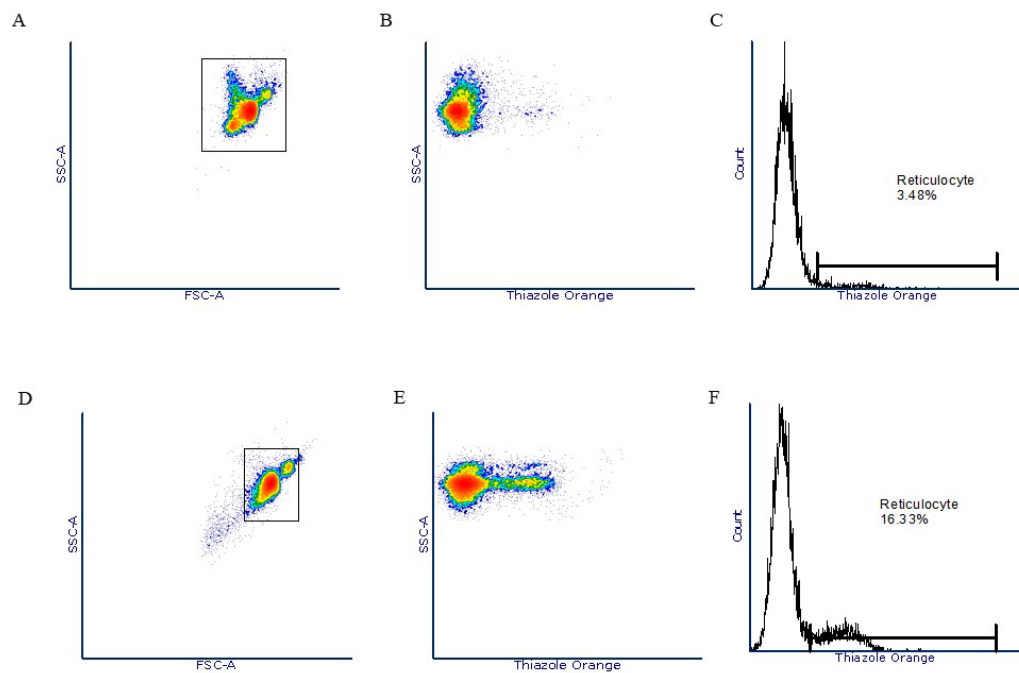 A
SSC-A
FSC-A
B
SSC-A
Thiazole Orange
C
Count
Reticulocyte
3.48%
Thiazole Orange
D
SSC-A
FSC-A
E
SSC-A
Thiazole Orange
F
Count
Reticulocyte
16.33%
Thiazole Orange